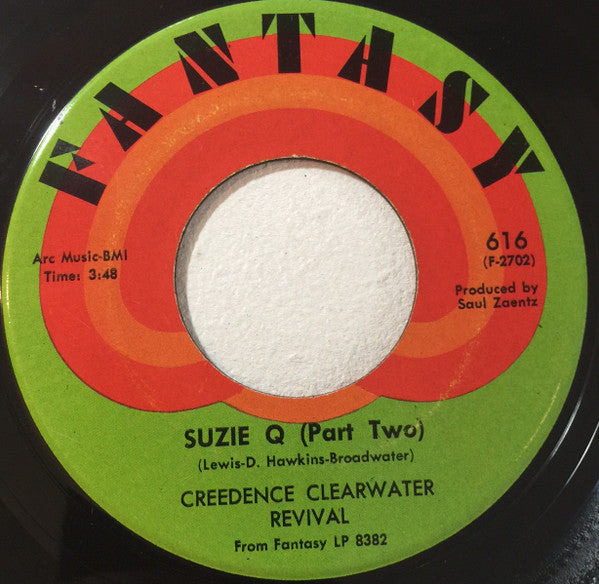 FANTASY
Arc Music-BMI
Time: 3:48
616
(F-2702)
Produced by
Saul Zaentz
SUZIE Q (Part Two)
(Lewis-D. Hawkins-Broadwater)
CREEDENCE CLEARWATER
REVIVAL
From Fantasy LP 8382